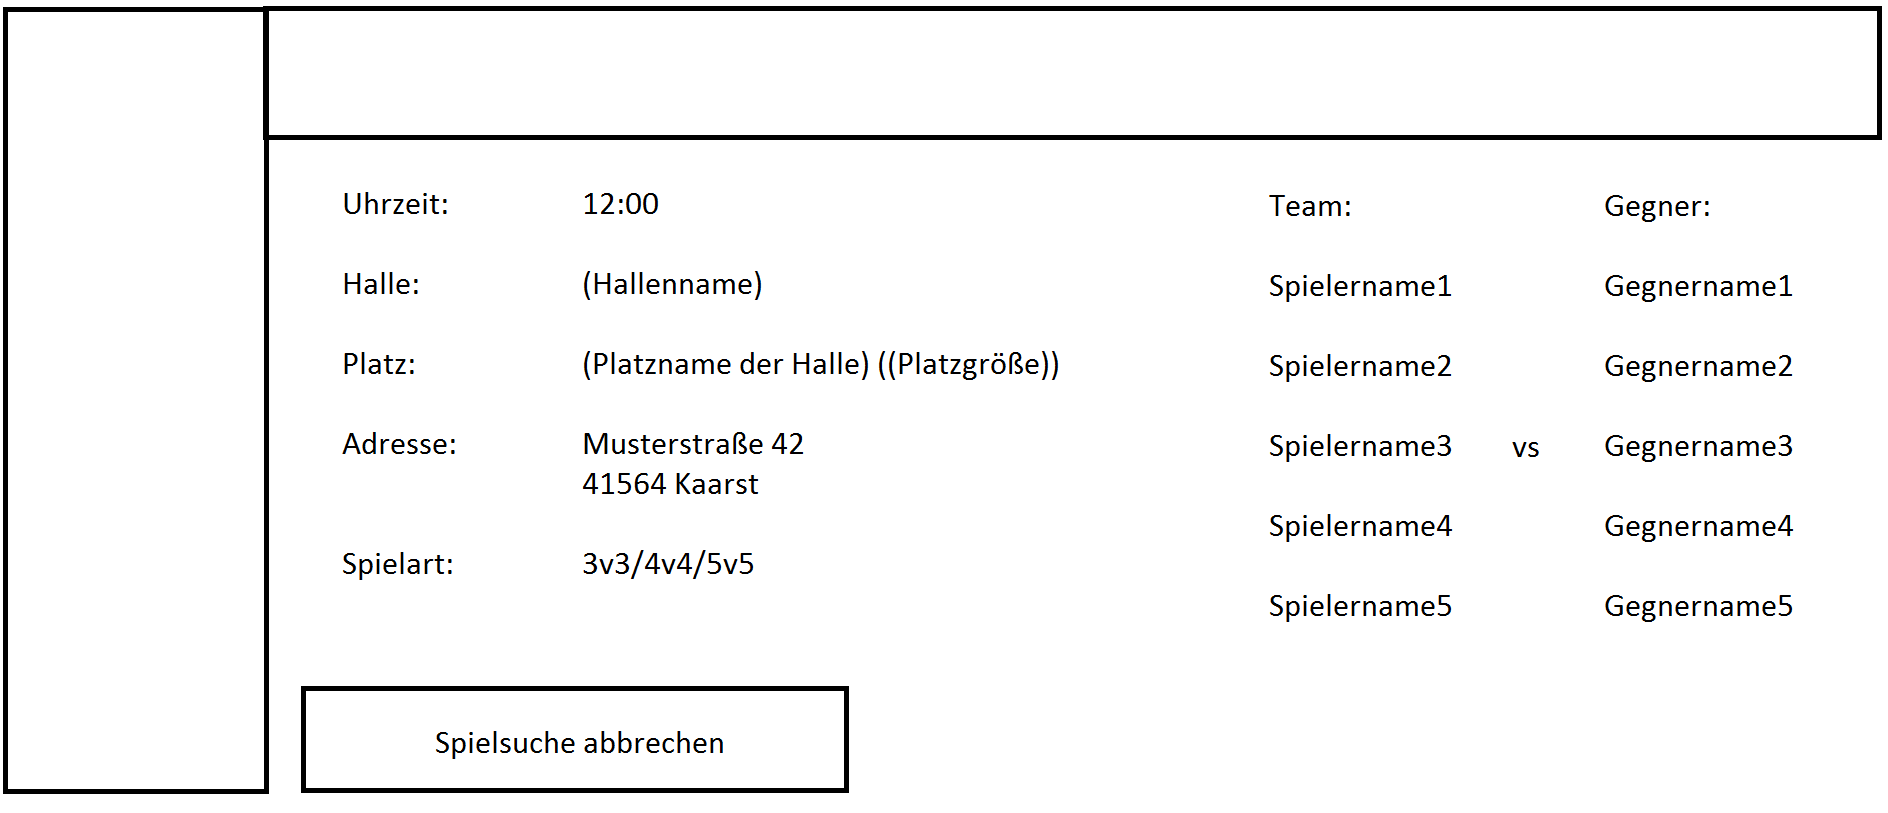 Uhrzeit: 12:00
Halle: (Hallenname)
Platz: (Platzname der Halle) ((Platzgröße))
Adresse: Musterstraße 42
41564 Kaarst
Spielart: 3v3/4v4/5v5
Team: Gegner:
Spielername1 Gegnername1
Spielername2 Gegnername2
Spielername3 vs Gegnername3
Spielername4 Gegnername4
Spielername5 Gegnername5
Spielsuche abbrechen